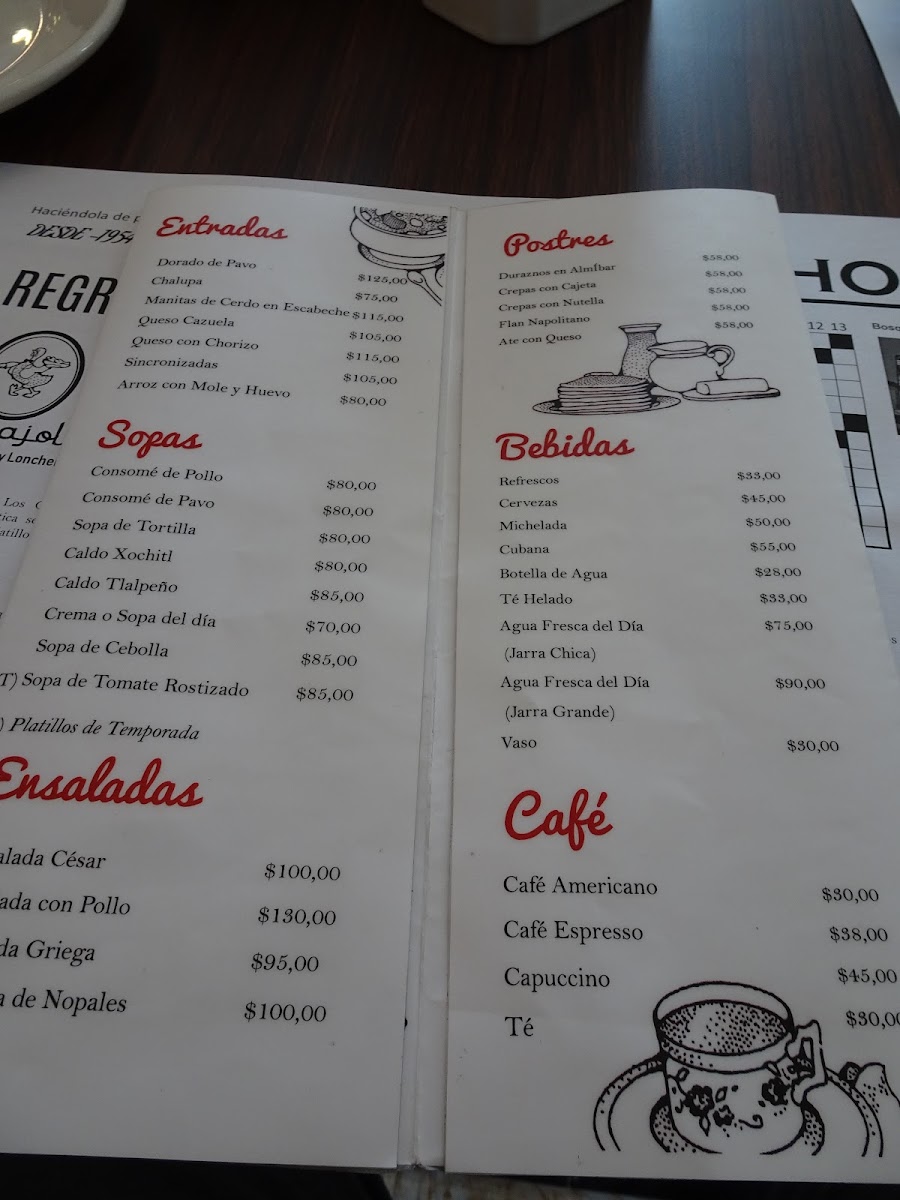 Haciéndola de p
DESDE -1954
REGR
ajol
y Lonche
Los
Entradas
Dorado de Pavo $125,00
Chalupa $75,00
Manitas de Cerdo en Escabeche $115,00
Queso Cazuela $105,00
Queso con Chorizo $115,00
Sincronizadas $105,00
Arroz con Mole y Huevo $80,00
Sopas
Consomé de Pollo $80,00
Consomé de Pavo $80,00
Sopa de Tortilla $80,00
Caldo Xochitl $80,00
Caldo Tlalpeño $85,00
Crema o Sopa del día $70,00
Sopa de Cebolla $85,00
T) Sopa de Tomate Rostizado $85,00
) Platillos de Temporada
Ensaladas
alada César $100,00
ada con Pollo $130,00
da Griega $95,00
a de Nopales $100,00
Postres
Duraznos en AlmÍbar $58,00
Crepas con Cajeta $58,00
Crepas con Nutella $58,00
Flan Napolitano $58,00
Ate con Queso $58,00
Bebidas
Refrescos $33,00
Cervezas $45,00
Michelada $50,00
Cubana $55,00
Botella de Agua $28,00
Té Helado $33,00
Agua Fresca del Día $75,00
(Jarra Chica)
Agua Fresca del Día $90,00
(Jarra Grande)
Vaso $30,00
Café
Café Americano $30,00
Café Espresso $38,00
Capuccino $45,00
Té $30,00
HO
12 13
Bosq